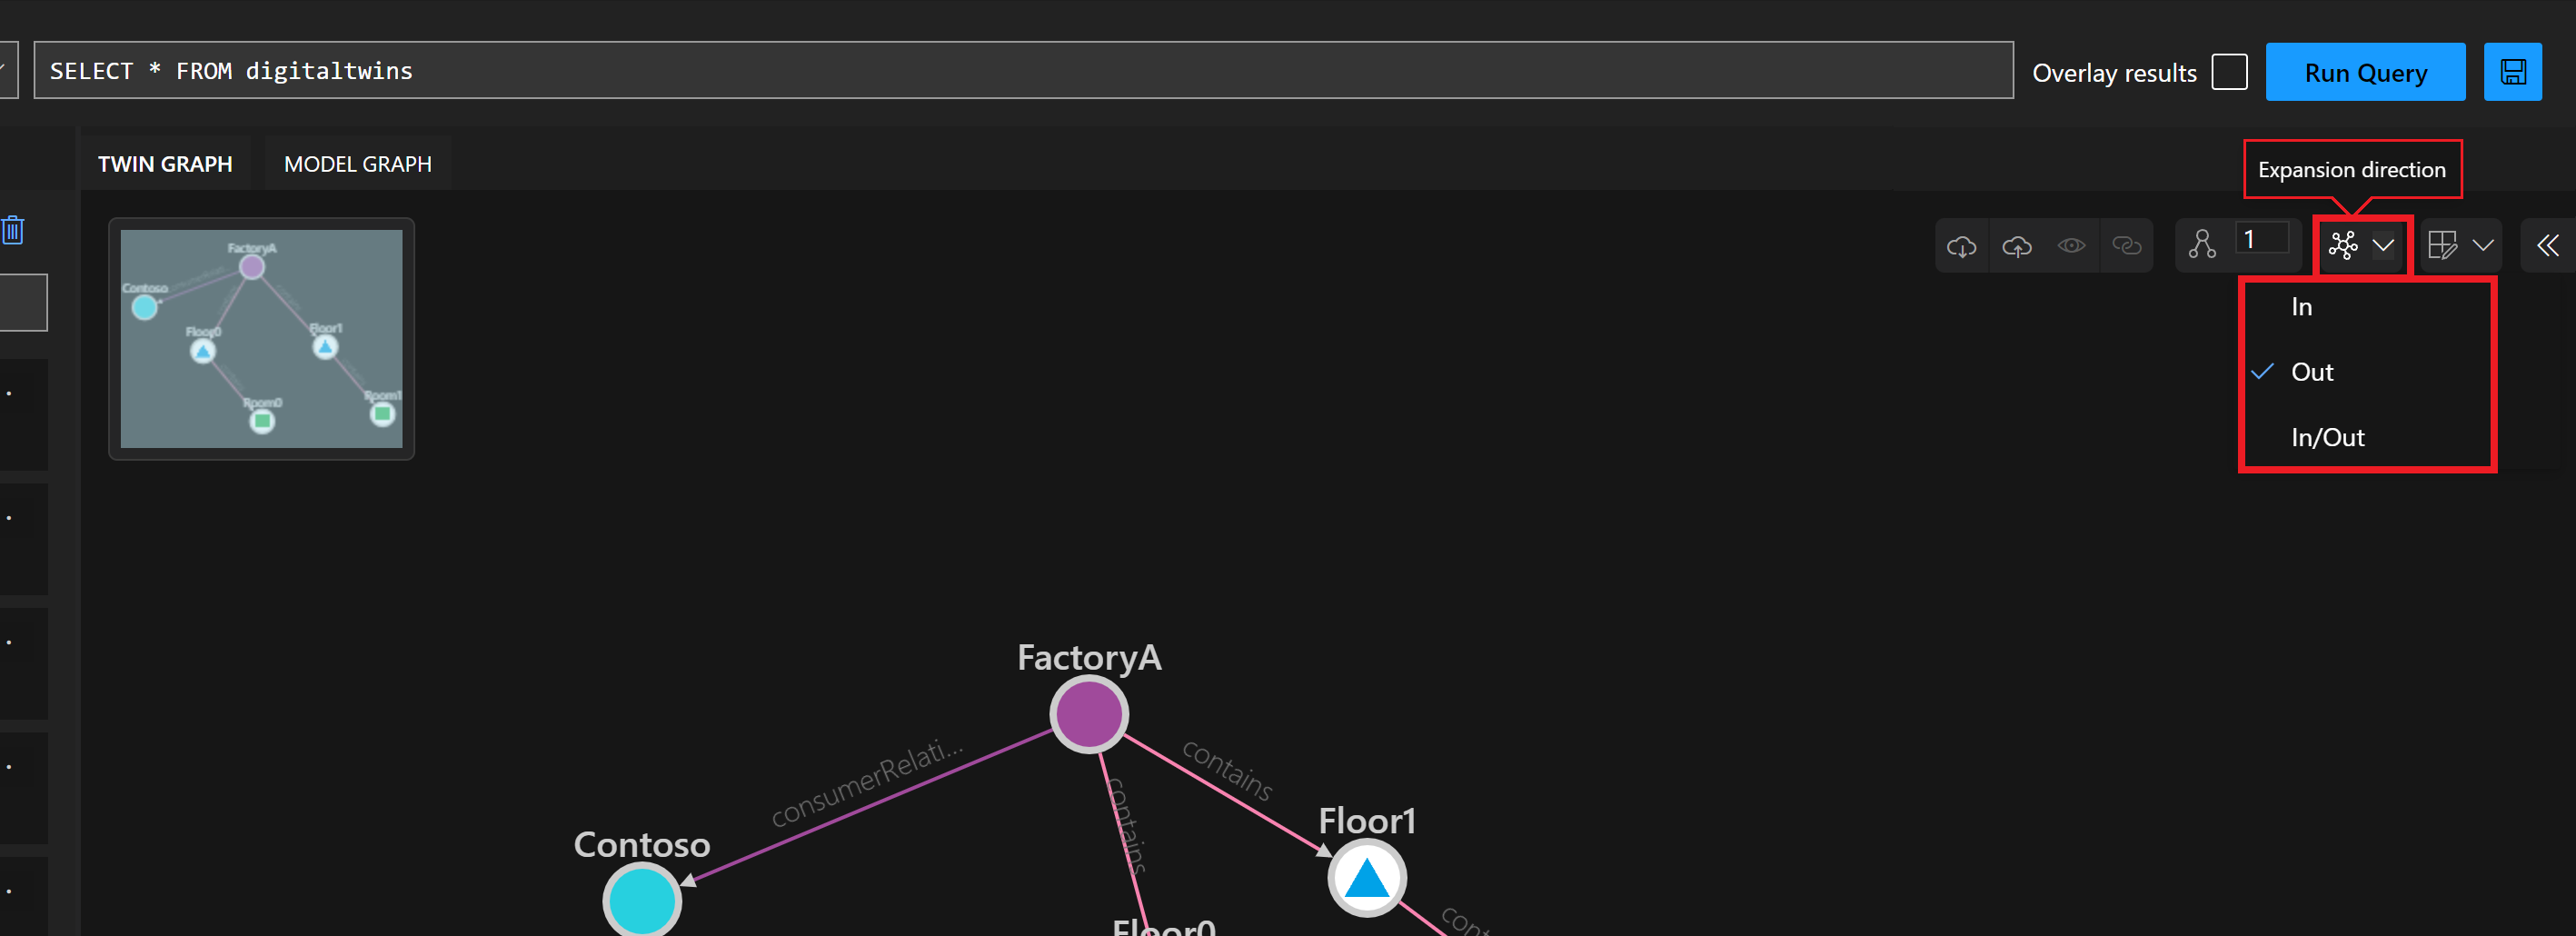 SELECT * FROM digitaltwins
Overlay results
Run Query
TWIN GRAPH
MODEL GRAPH
Expansion direction
1
In
Out
In/Out
FactoryA
Contoso
Floor0
Floor1
Room0
Room1
FactoryA
consumerRelati...
contains
contains
Contoso
Floor1
Floor0